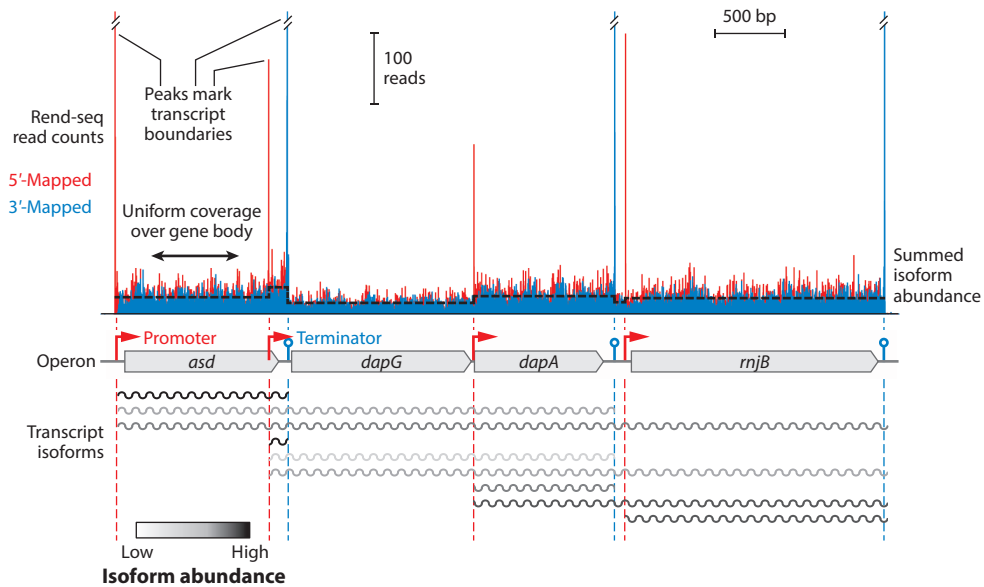 500 bp
100
reads
Peaks mark
transcript
boundaries
Rend-seq
read counts
5′-Mapped
3′-Mapped
Uniform coverage
over gene body
Summed
isoform
abundance
Promoter
Terminator
Operon
asd
dapG
dapA
rnjB
Transcript
isoforms
Low
High
Isoform abundance